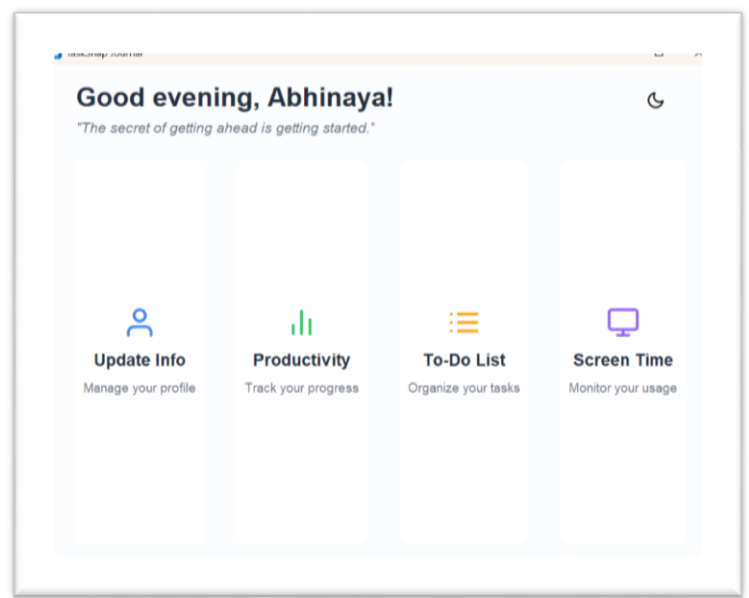 Good evening, Abhinaya!
"The secret of getting ahead is getting started."
Update Info
Manage your profile
Productivity
Track your progress
To-Do List
Organize your tasks
Screen Time
Monitor your usage